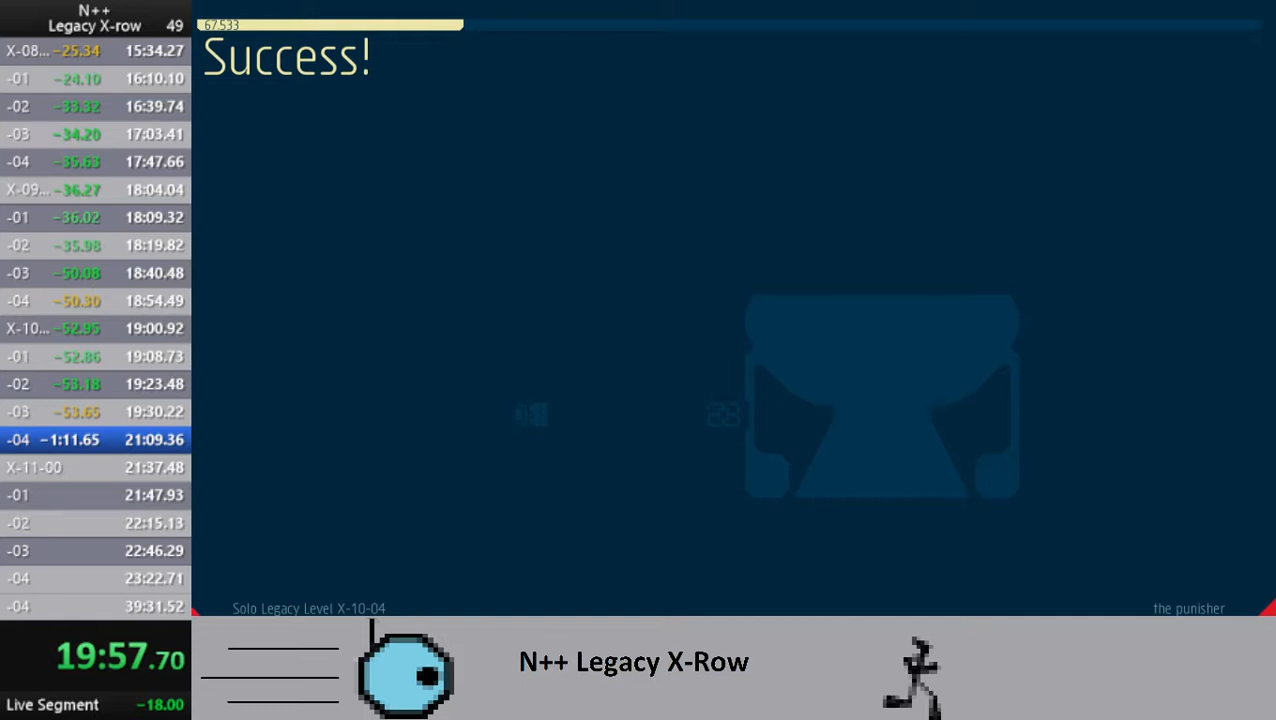 N++
Legacy X-row 49
X-08... -25.34 15:34.27
-01 -24.10 16:10.10
-02 -33.32 16:39.74
-03 -34.20 17:03.41
-04 -35.63 17:47.66
X-09... -36.27 18:04.04
-01 -36.02 18:09.32
-02 -35.98 18:19.82
-03 -50.08 18:40.48
-04 -50.30 18:54.49
X-10... -52.95 19:00.92
-01 -52.86 19:08.73
-02 -53.18 19:23.48
-03 -53.65 19:30.22
-04 -1:11.65 21:09.36
X-11-00 21:37.48
-01 21:47.93
-02 22:15.13
-03 22:46.29
-04 23:22.71
-04 39:31.52
19:57.70
Live Segment -18.00
67.533
Success!
Solo Legacy Level X-10-04
the punisher
N++ Legacy X-Row